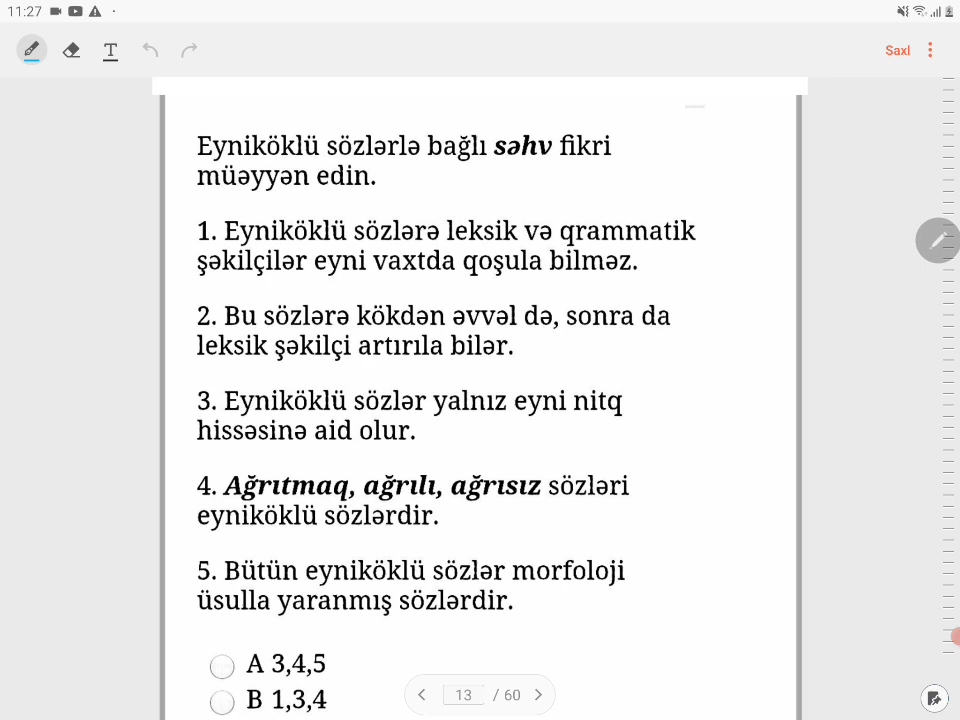 11:27
T
Saxl
Eyniköklü sözlərlə bağlı səhv fikri
müəyyən edin.
1. Eyniköklü sözlərə leksik və qrammatik
şəkilçilər eyni vaxtda qoşula bilməz.
2. Bu sözlərə kökdən əvvəl də, sonra da
leksik şəkilçi artırıla bilər.
3. Eyniköklü sözlər yalnız eyni nitq
hissəsinə aid olur.
4. Ağrıtmaq, ağrılı, ağrısız sözləri
eyniköklü sözlərdir.
5. Bütün eyniköklü sözlər morfoloji
üsulla yaranmış sözlərdir.
A 3,4,5
B 1,3,4
13 / 60